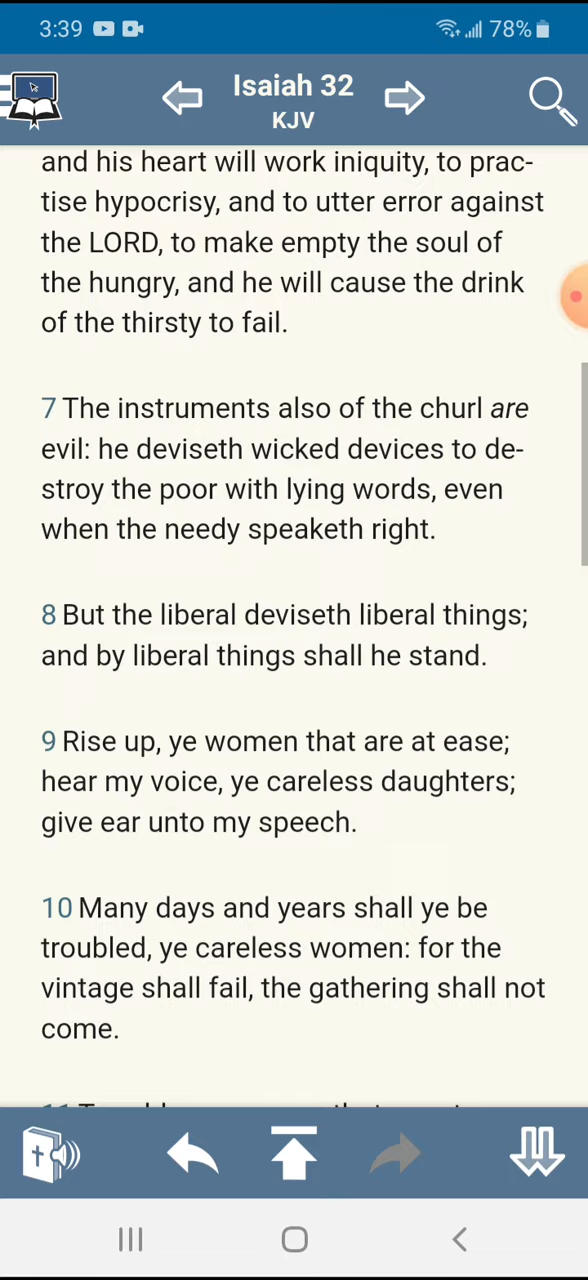 3:39
78%
Isaiah 32
KJV
and his heart will work iniquity, to prac-
tise hypocrisy, and to utter error against
the LORD, to make empty the soul of
the hungry, and he will cause the drink
of the thirsty to fail.
7 The instruments also of the churl are
evil: he deviseth wicked devices to de-
stroy the poor with lying words, even
when the needy speaketh right.
8 But the liberal deviseth liberal things;
and by liberal things shall he stand.
9 Rise up, ye women that are at ease;
hear my voice, ye careless daughters;
give ear unto my speech.
10 Many days and years shall ye be
troubled, ye careless women: for the
vintage shall fail, the gathering shall not
come.